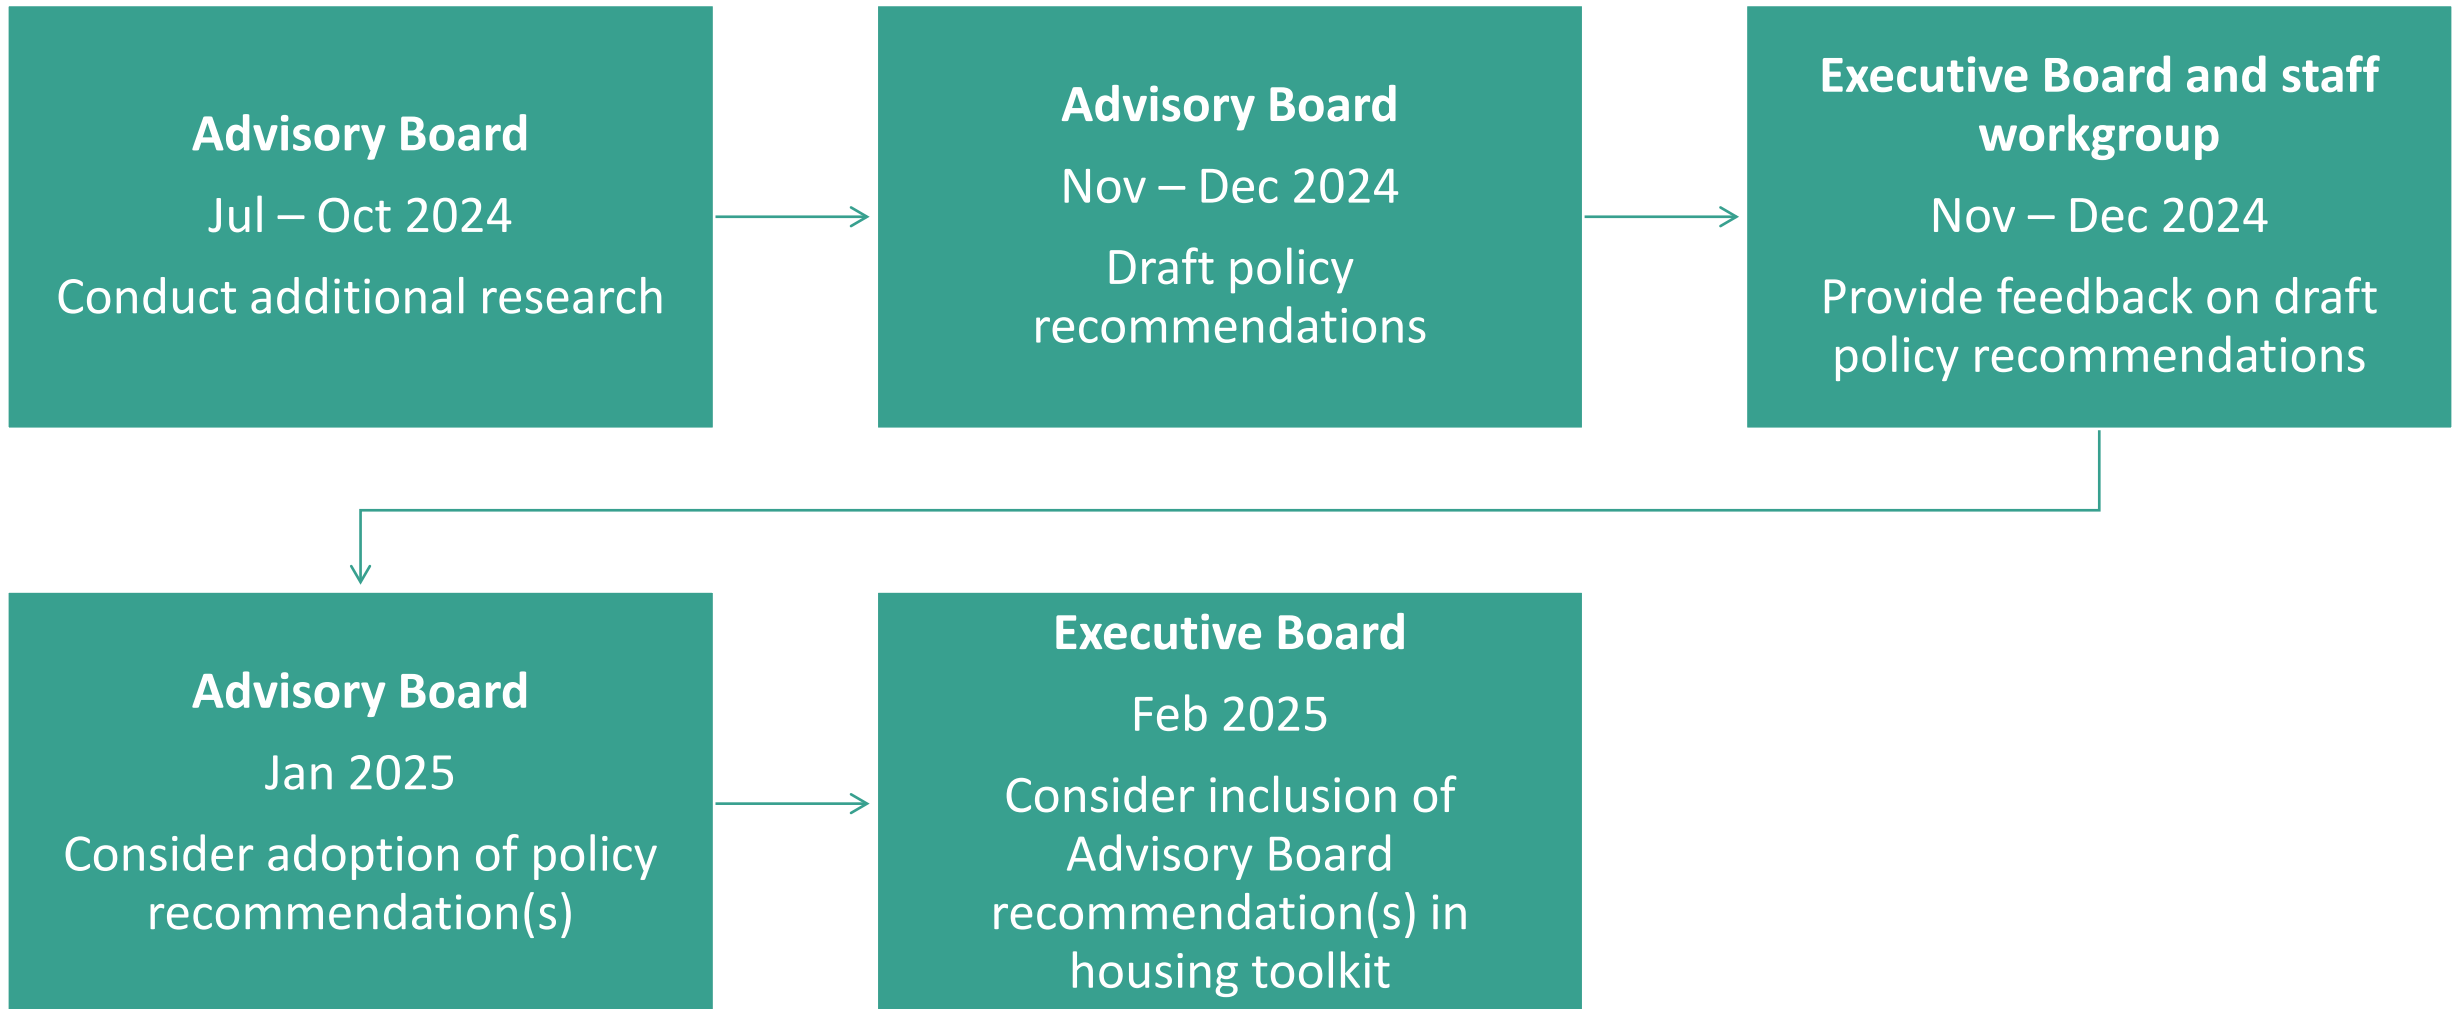 Advisory Board
Jul – Oct 2024
Conduct additional research
Advisory Board
Nov – Dec 2024
Draft policy
recommendations
Executive Board and staff
workgroup
Nov – Dec 2024
Provide feedback on draft
policy recommendations
Advisory Board
Jan 2025
Consider adoption of policy
recommendation(s)
Executive Board
Feb 2025
Consider inclusion of
Advisory Board
recommendation(s) in
housing toolkit